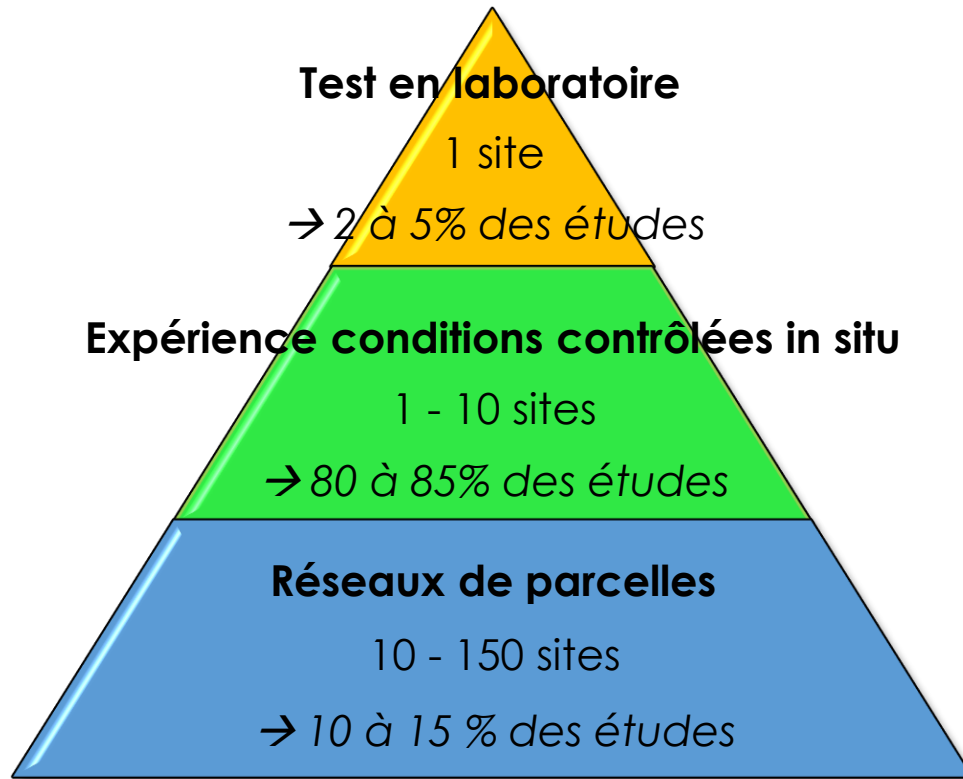 Test en laboratoire
1 site
→ 2 à 5% des études
Expérience conditions contrôlées in situ
1 - 10 sites
→ 80 à 85% des études
Réseaux de parcelles
10 - 150 sites
→ 10 à 15 % des études